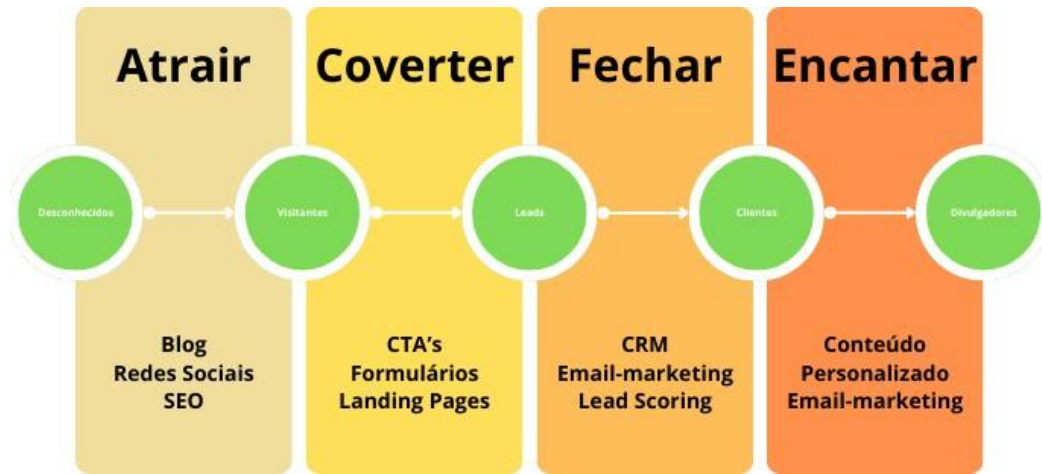 Atrair
Coverter
Fechar
Encantar
Desconhecidos
Visitantes
Leads
Clientes
Divulgadores
Blog
Redes Sociais
SEO
CTA’s
Formulários
Landing Pages
CRM
Email-marketing
Lead Scoring
Conteúdo
Personalizado
Email-marketing